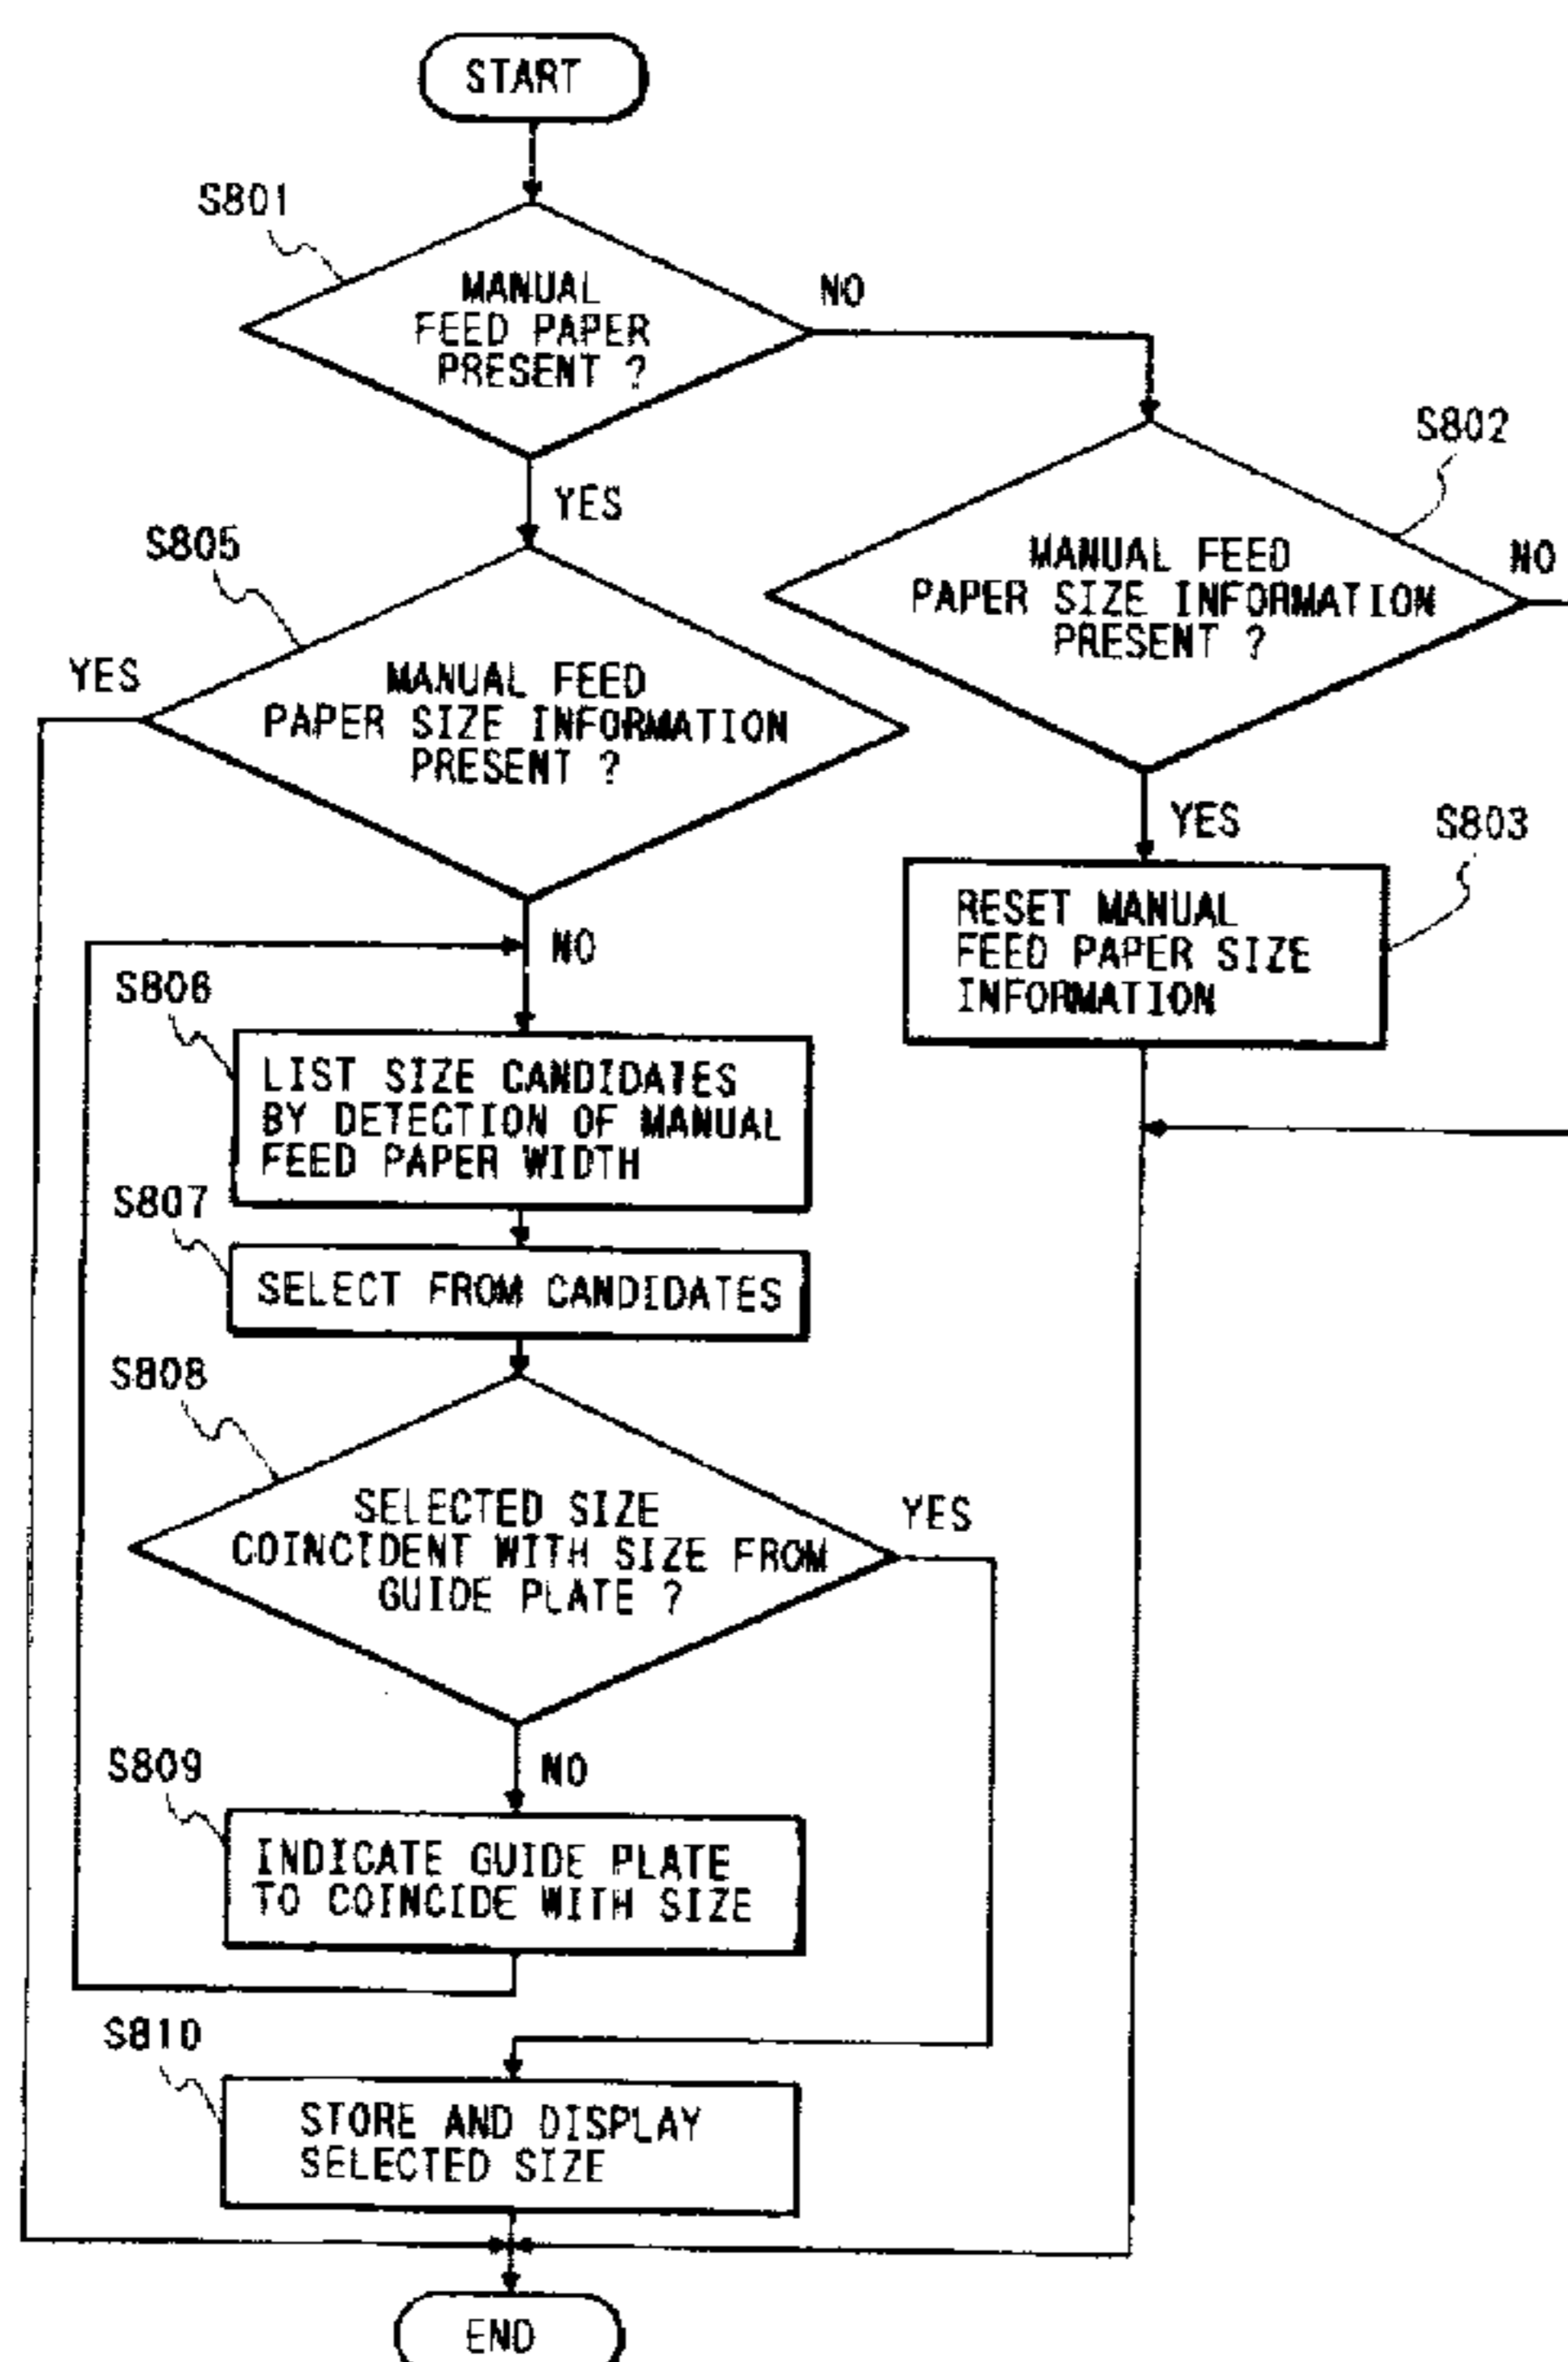 START
S801
MANUAL
FEED PAPER
PRESENT ?
NO
YES
S802
MANUAL FEED
PAPER SIZE INFORMATION
PRESENT ?
NO
YES
S803
RESET MANUAL
FEED PAPER SIZE
INFORMATION
S805
YES
MANUAL FEED
PAPER SIZE INFORMATION
PRESENT ?
NO
S806
LIST SIZE CANDIDATES
BY DETECTION OF MANUAL
FEED PAPER WIDTH
S807
SELECT FROM CANDIDATES
S808
SELECTED SIZE
COINCIDENT WITH SIZE FROM
GUIDE PLATE ?
YES
NO
S809
INDICATE GUIDE PLATE
TO COINCIDE WITH SIZE
S810
STORE AND DISPLAY
SELECTED SIZE
END